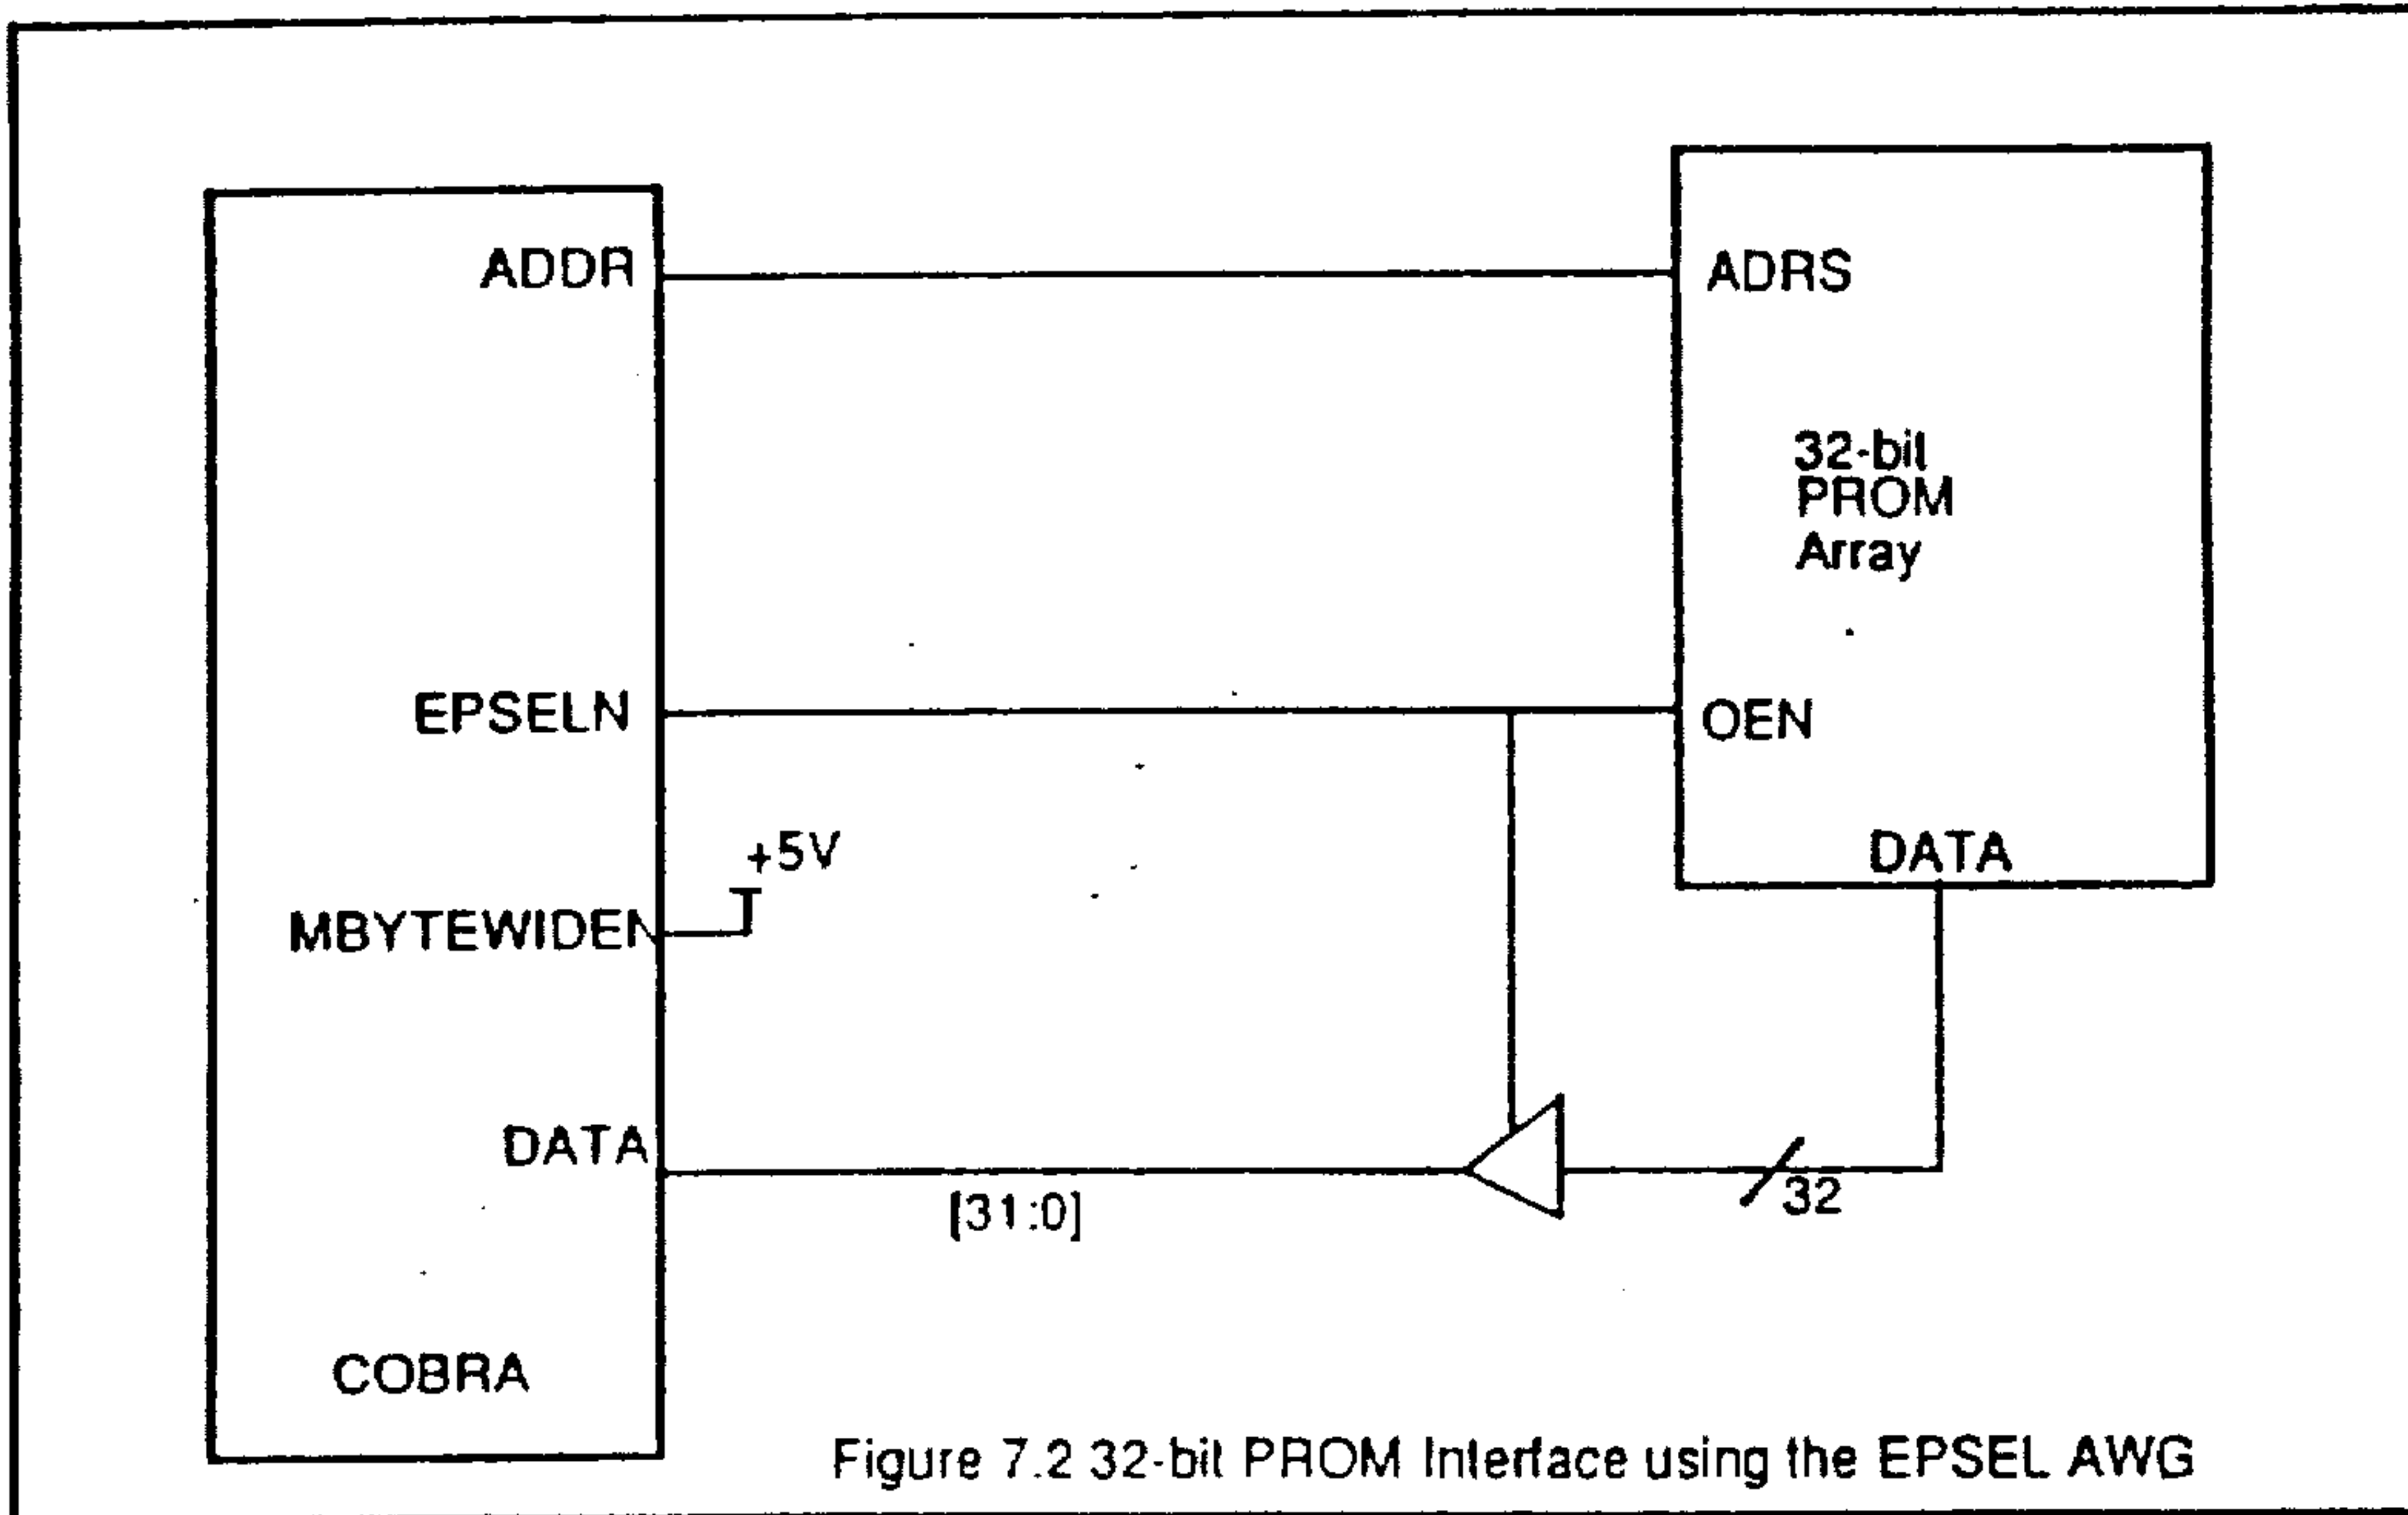 ADDR
ADRS
32-bit
PROM
Array
EPSELN
OEN
+5V
DATA
MBYTEWIDEN
DATA
[31:0]
32
COBRA
Figure 7.2 32-bit PROM Interface using the EPSEL AWG